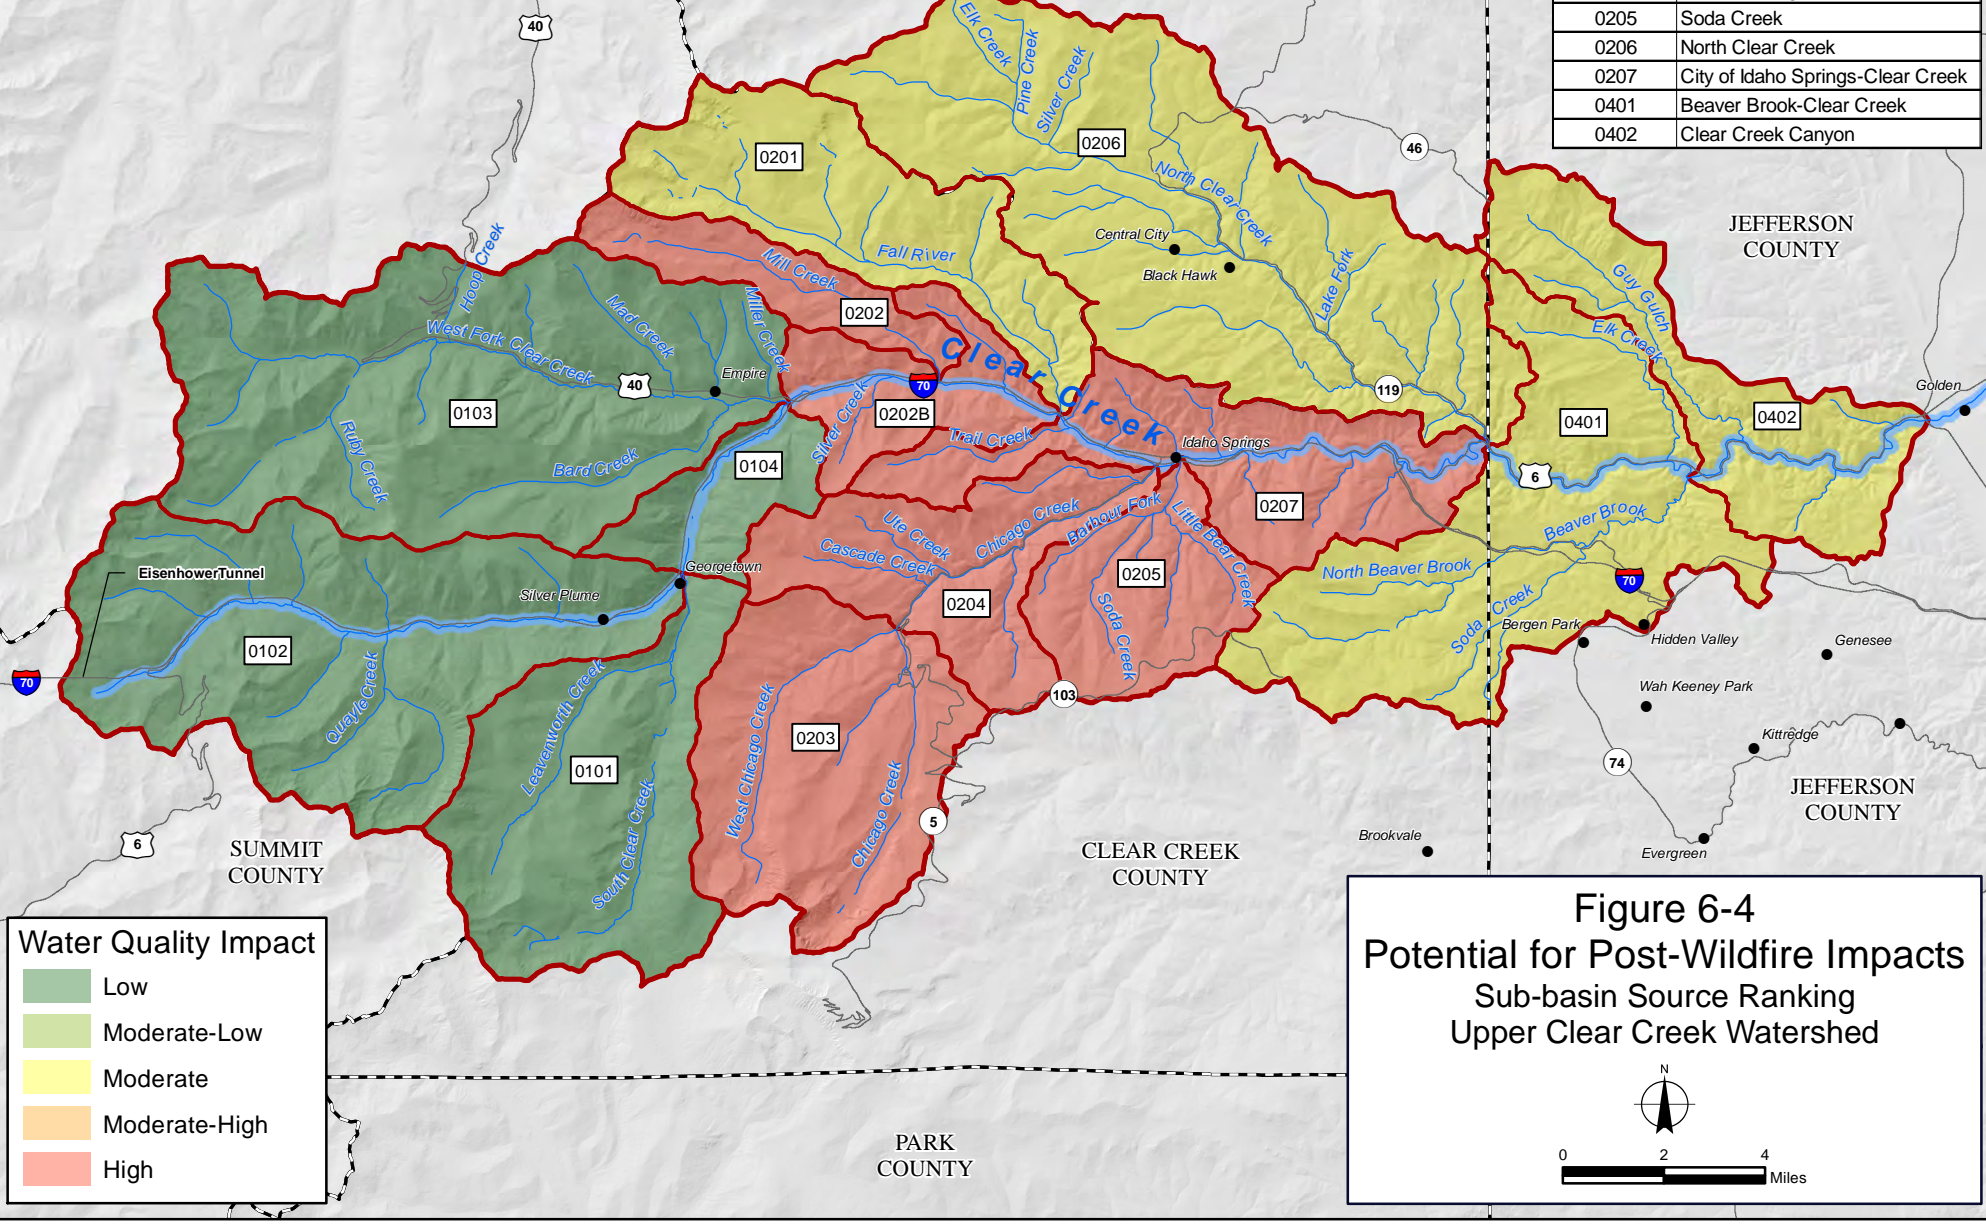 0205 Soda Creek
0206 North Clear Creek
0207 City of Idaho Springs-Clear Creek
0401 Beaver Brook-Clear Creek
0402 Clear Creek Canyon
40
Elk Creek
Pine Creek
Silver Creek
0201
0206
46
North Clear Creek
JEFFERSON
COUNTY
Central City
Black Hawk
Fall River
Hoop Creek
Mill Creek
Lake Fork
Guy Gulch
Elk Creek
Mad Creek
Miller Creek
0202
West Fork Clear Creek
Clear Creek
40
Empire
70
119
Golden
0103
0202B
0401
0402
Ruby Creek
Silver Creek
Trail Creek
Idaho Springs
Bard Creek
0104
6
0207
Ute Creek
Chicago Creek
Barbour Fork
Little Bear Creek
Beaver Brook
Cascade Creek
Eisenhower Tunnel
Georgetown
0205
North Beaver Brook
70
Silver Plume
0204
Soda Creek
Soda Creek
Bergen Park
Hidden Valley
Genesee
0102
70
Quayle Creek
Leavenworth Creek
103
Wah Keeney Park
West Chicago Creek
0203
Kittredge
0101
74
JEFFERSON
COUNTY
South Clear Creek
Chicago Creek
5
6
SUMMIT
COUNTY
CLEAR CREEK
COUNTY
Brookvale
Evergreen
PARK
COUNTY
Water Quality Impact
Low
Moderate-Low
Moderate
Moderate-High
High
Figure 6-4
Potential for Post-Wildfire Impacts
Sub-basin Source Ranking
Upper Clear Creek Watershed
N
0 2 4
Miles